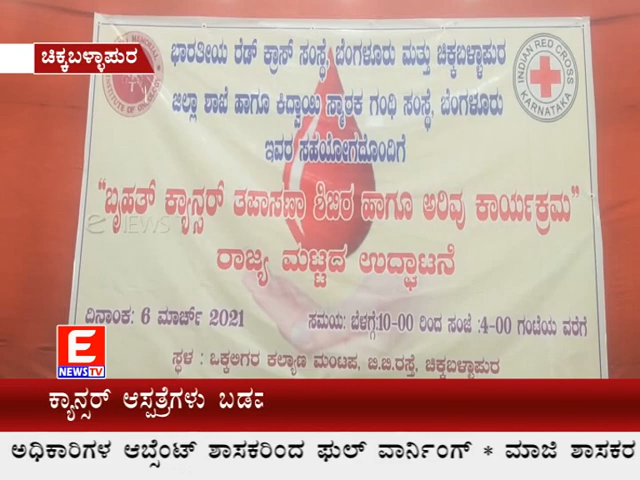 ಚಿಕ್ಕಬಳ್ಳಾಪುರ
ಭಾರತೀಯ ರೆಡ್ ಕ್ರಾಸ್ ಸಂಸ್ಥೆ, ಬೆಂಗಳೂರು ಮತ್ತು ಚಿಕ್ಕಬಳ್ಳಾಪುರ
ಜಿಲ್ಲಾ ಶಾಖೆ ಹಾಗೂ ಕಿದ್ವಾಯಿ ಸ್ಮಾರಕ ಗಂಥಿ ಸಂಸ್ಥೆ, ಬೆಂಗಳೂರು
ಇವರ ಸಹಯೋಗದೊಂದಿಗೆ
INDIAN RED CROSS
KARNATAKA
"ಬೃಹತ್ ಕ್ಯಾನ್ಸರ್ ತಪಾಸಣಾ ಶಿಬಿರ ಹಾಗೂ ಅರಿವು ಕಾರ್ಯಕ್ರಮ"
eNEWS
ರಾಜ್ಯ ಮಟ್ಟದ ಉದ್ಘಾಟನೆ
ದಿನಾಂಕ: 6 ಮಾರ್ಚ್ 2021 ಸಮಯ: ಬೆಳಗ್ಗೆ:10-00 ರಿಂದ ಸಂಜೆ :4-00 ಗಂಟೆಯ ವರೆಗೆ
ಸ್ಥಳ : ಒಕ್ಕಲಿಗರ ಕಲ್ಯಾಣ ಮಂಟಪ, ಬಿ.ಬಿ.ರಸ್ತೆ, ಚಿಕ್ಕಬಳ್ಳಾಪುರ
E
NEWS TV
ಕ್ಯಾನ್ಸರ್ ಆಸ್ಪತ್ರೆಗಳು ಬಡವ
ಅಧಿಕಾರಿಗಳ ಆಬ್ಸೆಂಟ್ ಶಾಸಕರಿಂದ ಫುಲ್ ವಾರ್ನಿಂಗ್ * ಮಾಜಿ ಶಾಸಕರ